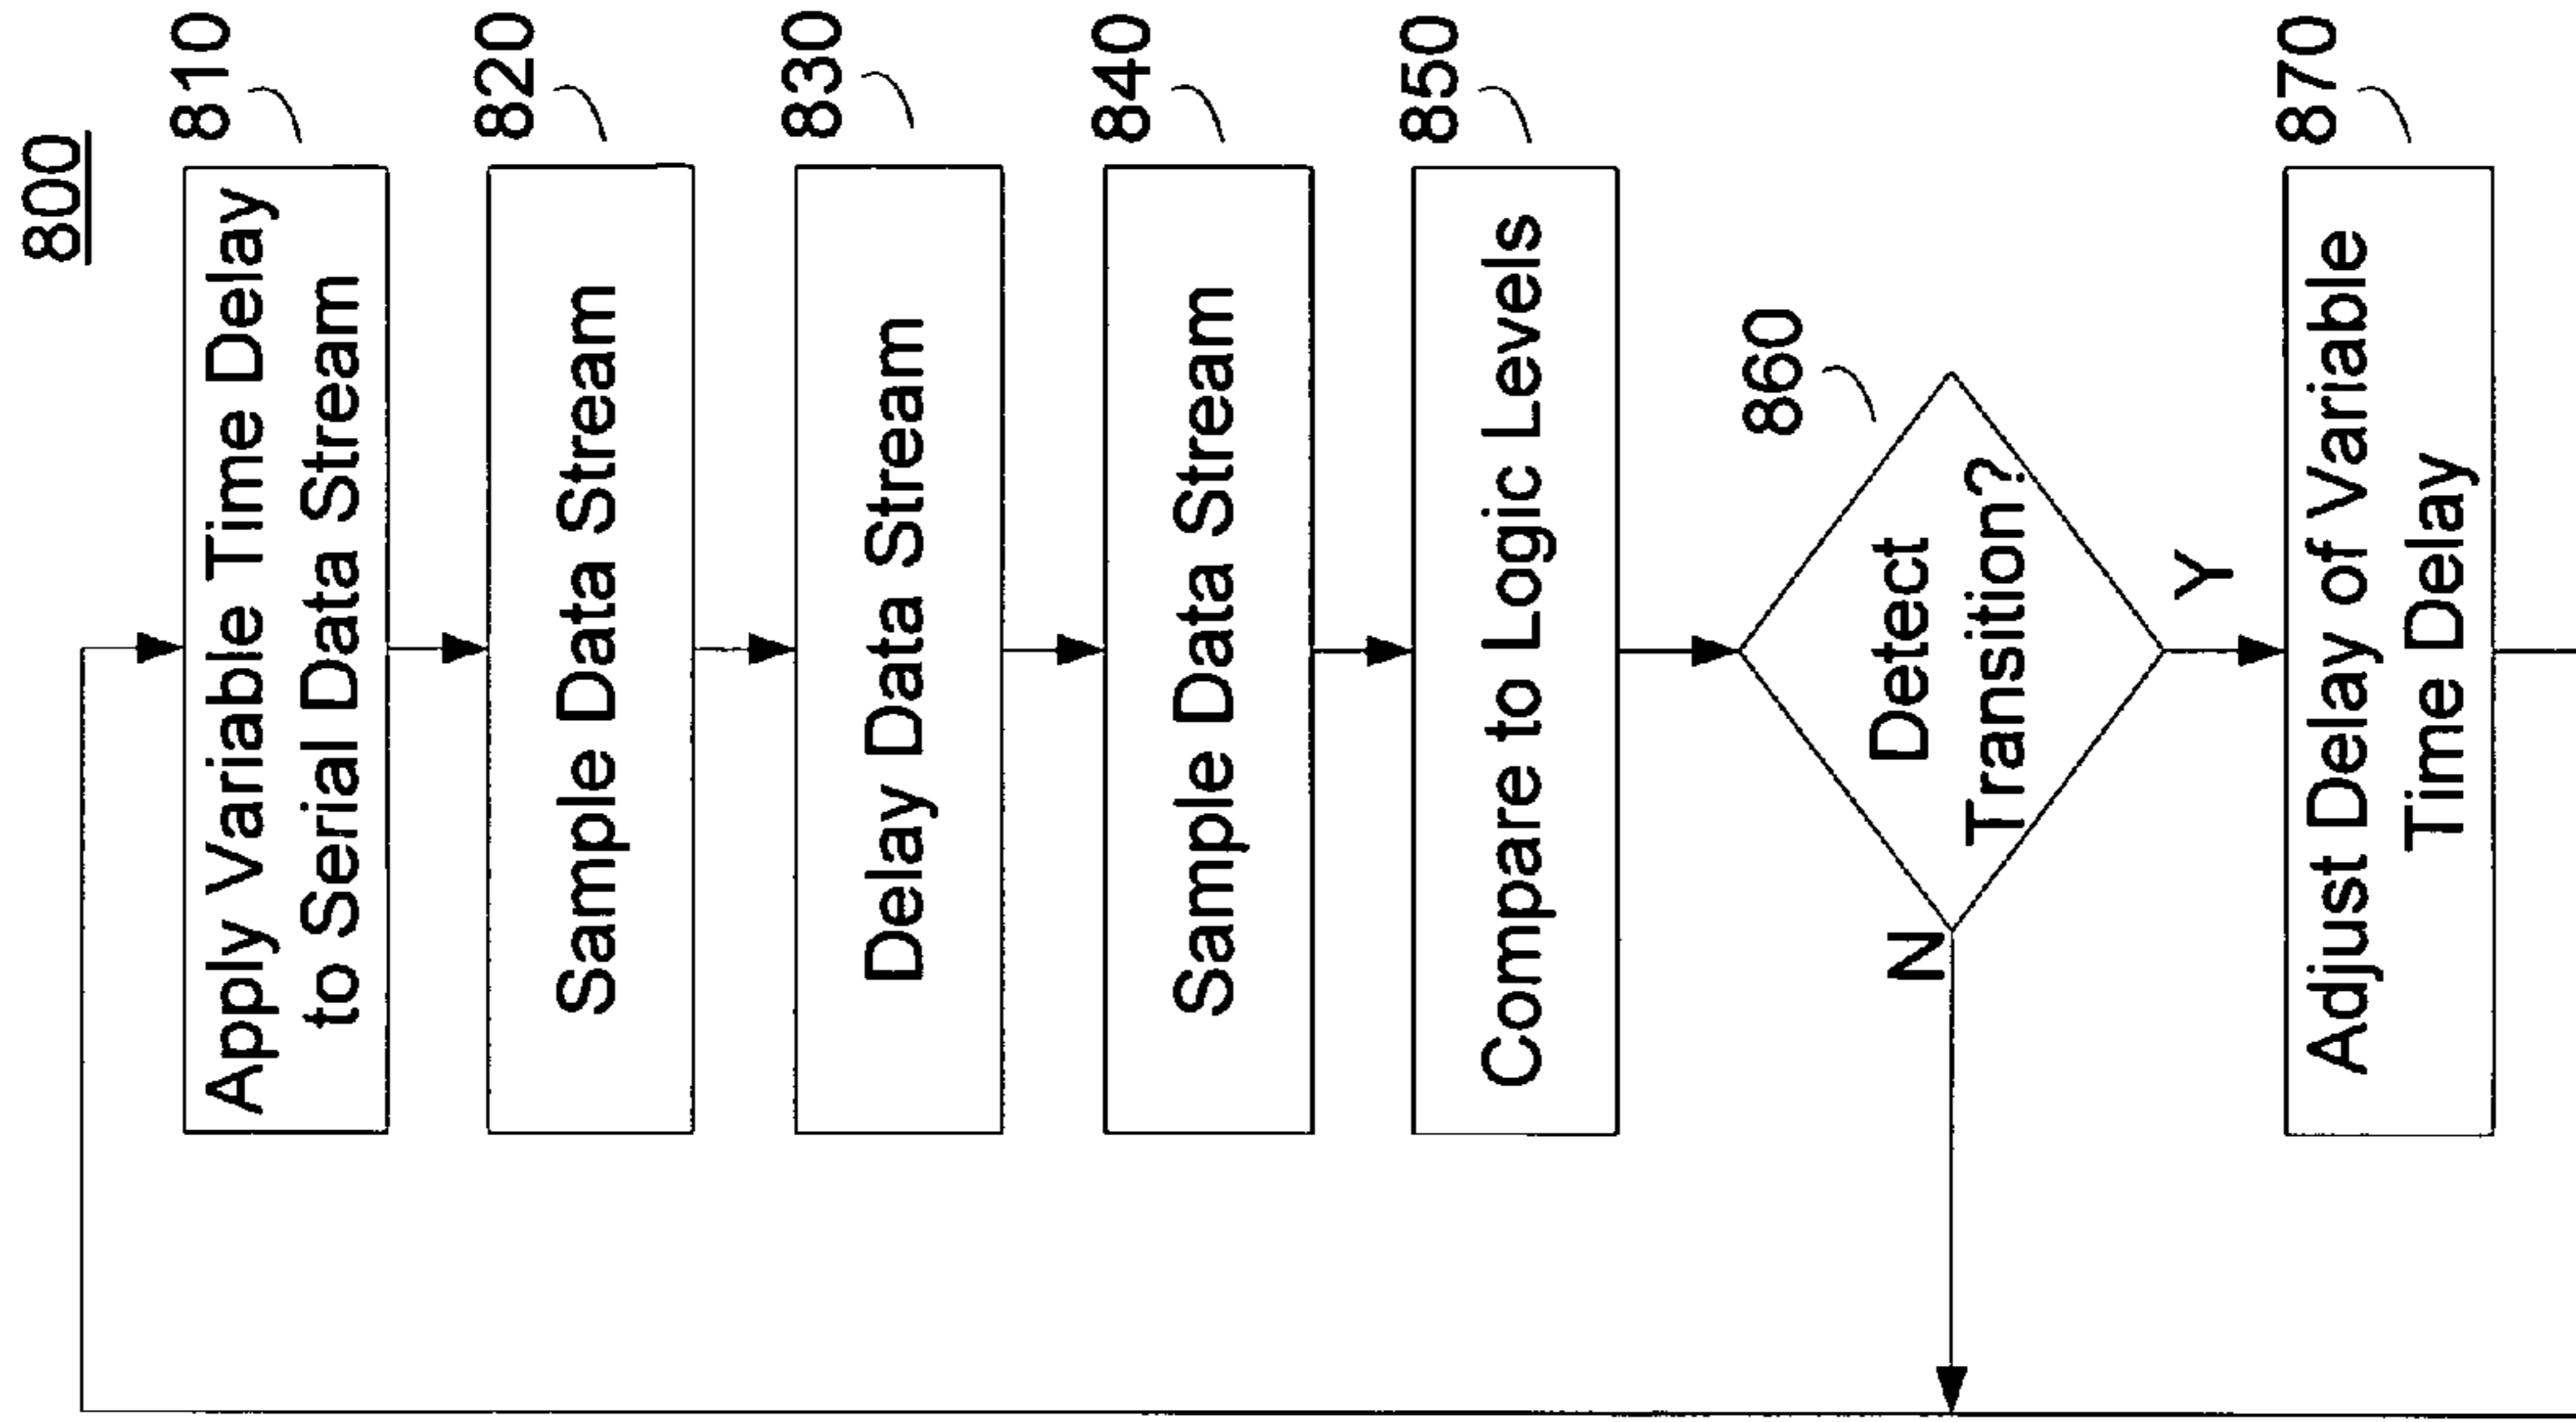 800
Apply Variable Time Delay
to Serial Data Stream
810
Sample Data Stream
820
Delay Data Stream
830
Sample Data Stream
840
Compare to Logic Levels
850
Detect
Transition?
860
N
Y
Adjust Delay of Variable
Time Delay
870